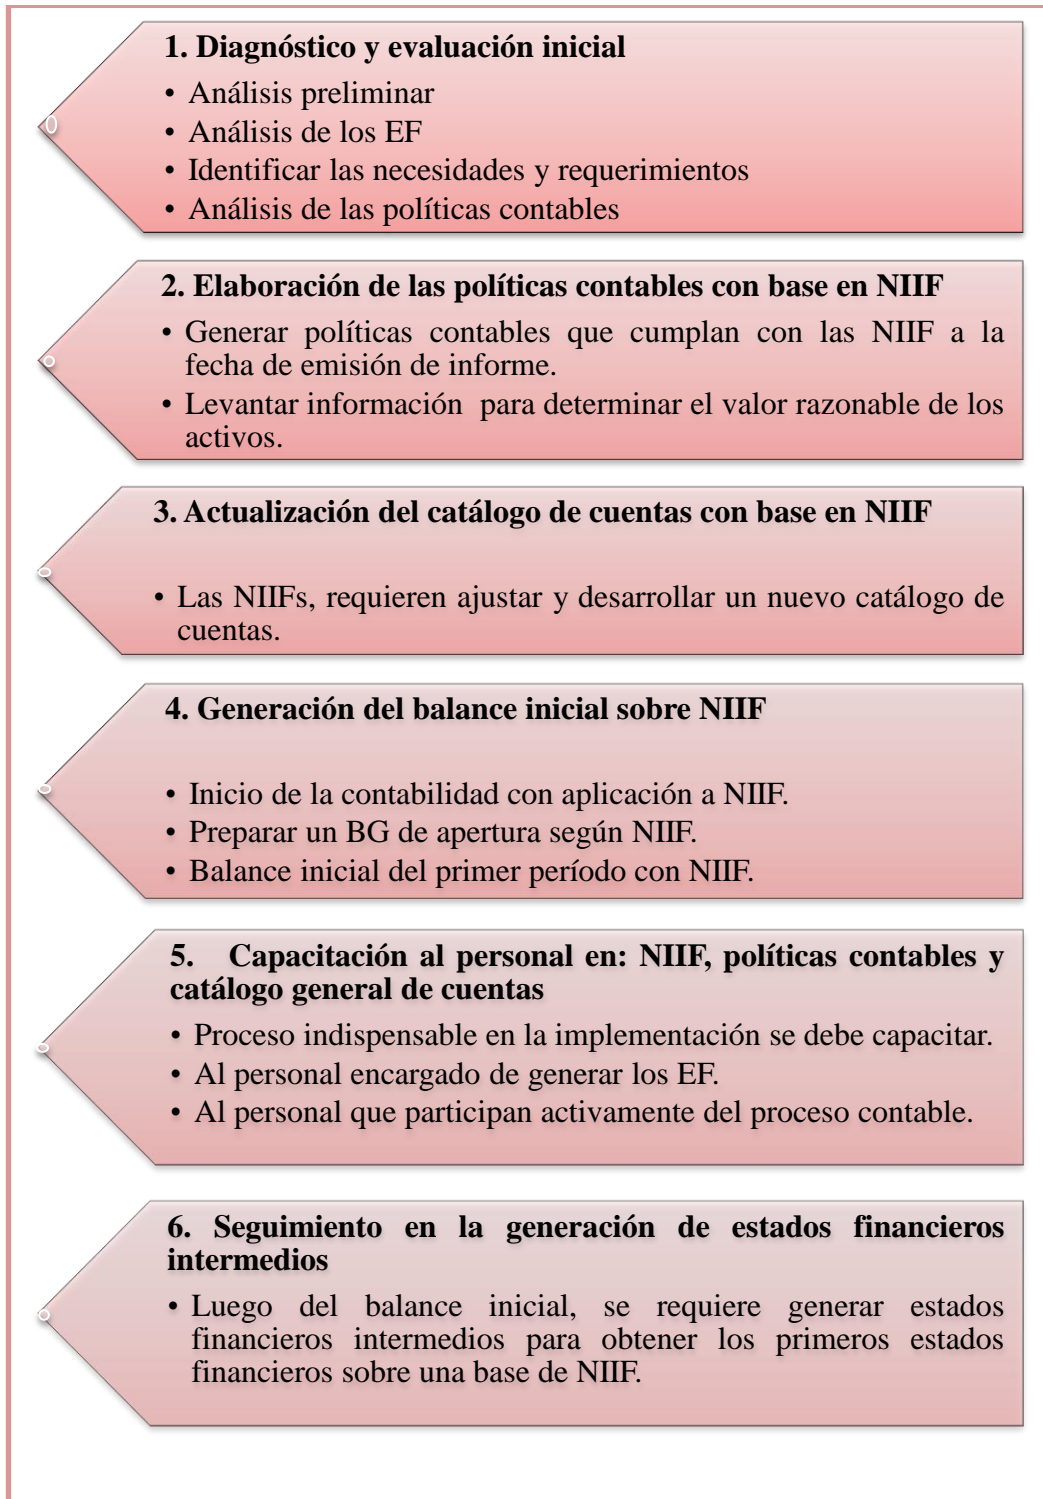 1. Diagnóstico y evaluación inicial
• Análisis preliminar
• Análisis de los EF
• Identificar las necesidades y requerimientos
• Análisis de las políticas contables
2. Elaboración de las políticas contables con base en NIIF
• Generar políticas contables que cumplan con las NIIF a la
fecha de emisión de informe.
• Levantar información para determinar el valor razonable de los
activos.
3. Actualización del catálogo de cuentas con base en NIIF
• Las NIIFs, requieren ajustar y desarrollar un nuevo catálogo de
cuentas.
4. Generación del balance inicial sobre NIIF
• Inicio de la contabilidad con aplicación a NIIF.
• Preparar un BG de apertura según NIIF.
• Balance inicial del primer período con NIIF.
5. Capacitación al personal en: NIIF, políticas contables y
catálogo general de cuentas
• Proceso indispensable en la implementación se debe capacitar.
• Al personal encargado de generar los EF.
• Al personal que participan activamente del proceso contable.
6. Seguimiento en la generación de estados financieros
intermedios
• Luego del balance inicial, se requiere generar estados
financieros intermedios para obtener los primeros estados
financieros sobre una base de NIIF.